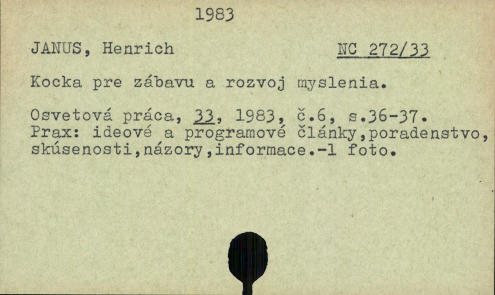 1983
JANUS, Henrich NC 272/33
Kocka pre zábavu a rozvoj myslenia.
Osvetová práca, 33, 1983, č.6, s.36-37.
Prax: ideové a programové články,poradenstvo,
skúsenosti,názory,informace.-1 foto.